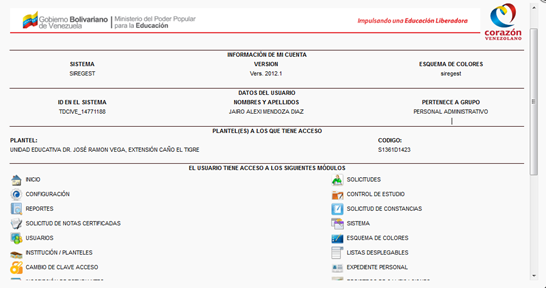 Gobierno Bolivariano de Venezuela
Ministerio del Poder Popular para la Educación
Impulsando una Educación Liberadora
corazón
VENEZOLANO
INFORMACIÓN DE MI CUENTA
SISTEMA VERSION ESQUEMA DE COLORES
SIREGEST Vers. 2012.1 siregest
DATOS DEL USUARIO
ID EN EL SISTEMA NOMBRES Y APELLIDOS PERTENECE A GRUPO
TDCIVE_14771188 JAIRO ALEXI MENDOZA DIAZ PERSONAL ADMINISTRATIVO
PLANTEL(ES) A LOS QUE TIENE ACCESO
PLANTEL: CODIGO:
UNIDAD EDUCATIVA DR. JOSÉ RAMON VEGA, EXTENSIÓN CAÑO EL TIGRE S1361D1423
EL USUARIO TIENE ACCESO A LOS SIGUIENTES MÓDULOS
INICIO SOLICITUDES
CONFIGURACIÓN CONTROL DE ESTUDIO
REPORTES SOLICITUD DE CONSTANCIAS
SOLICITUD DE NOTAS CERTIFICADAS SISTEMA
USUARIOS ESQUEMA DE COLORES
INSTITUCIÓN / PLANTELES LISTAS DESPLEGABLES
CAMBIO DE CLAVE ACCESO EXPEDIENTE PERSONAL